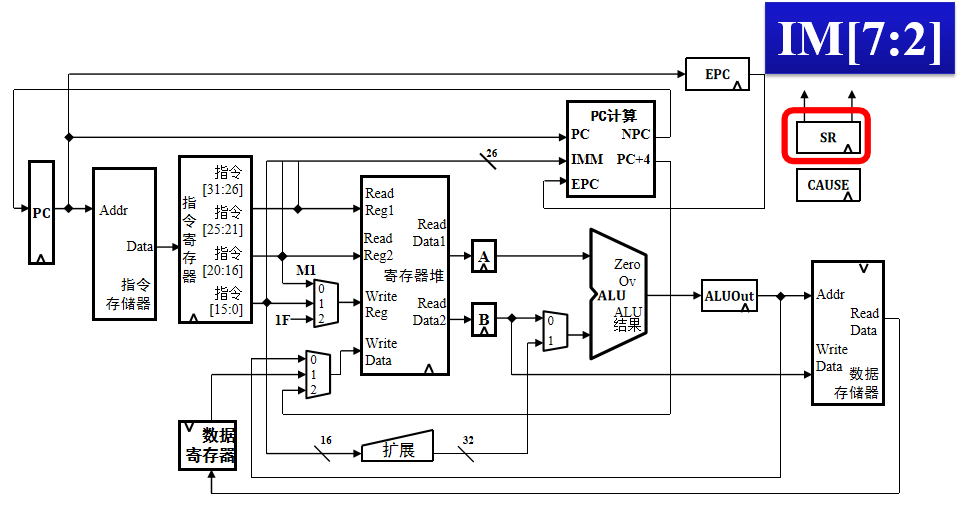 IM[7:2]
EPC
SR
CAUSE
PC计算
PC
NPC
26
IMM
PC+4
EPC
PC
Addr
Data
指令
存储器
指令寄存器
指令
[31:26]
指令
[25:21]
指令
[20:16]
指令
[15:0]
Read
Reg1
Read
Data1
Read
Reg2
寄存器堆
Write
Reg
Read
Data2
Write
Data
M1
0
1
2
1F
0
1
2
A
B
0
1
Zero
Ov
ALU
ALU
结果
ALUOut
Addr
Read
Data
Write
Data
数据
存储器
数据
寄存器
16
扩展
32